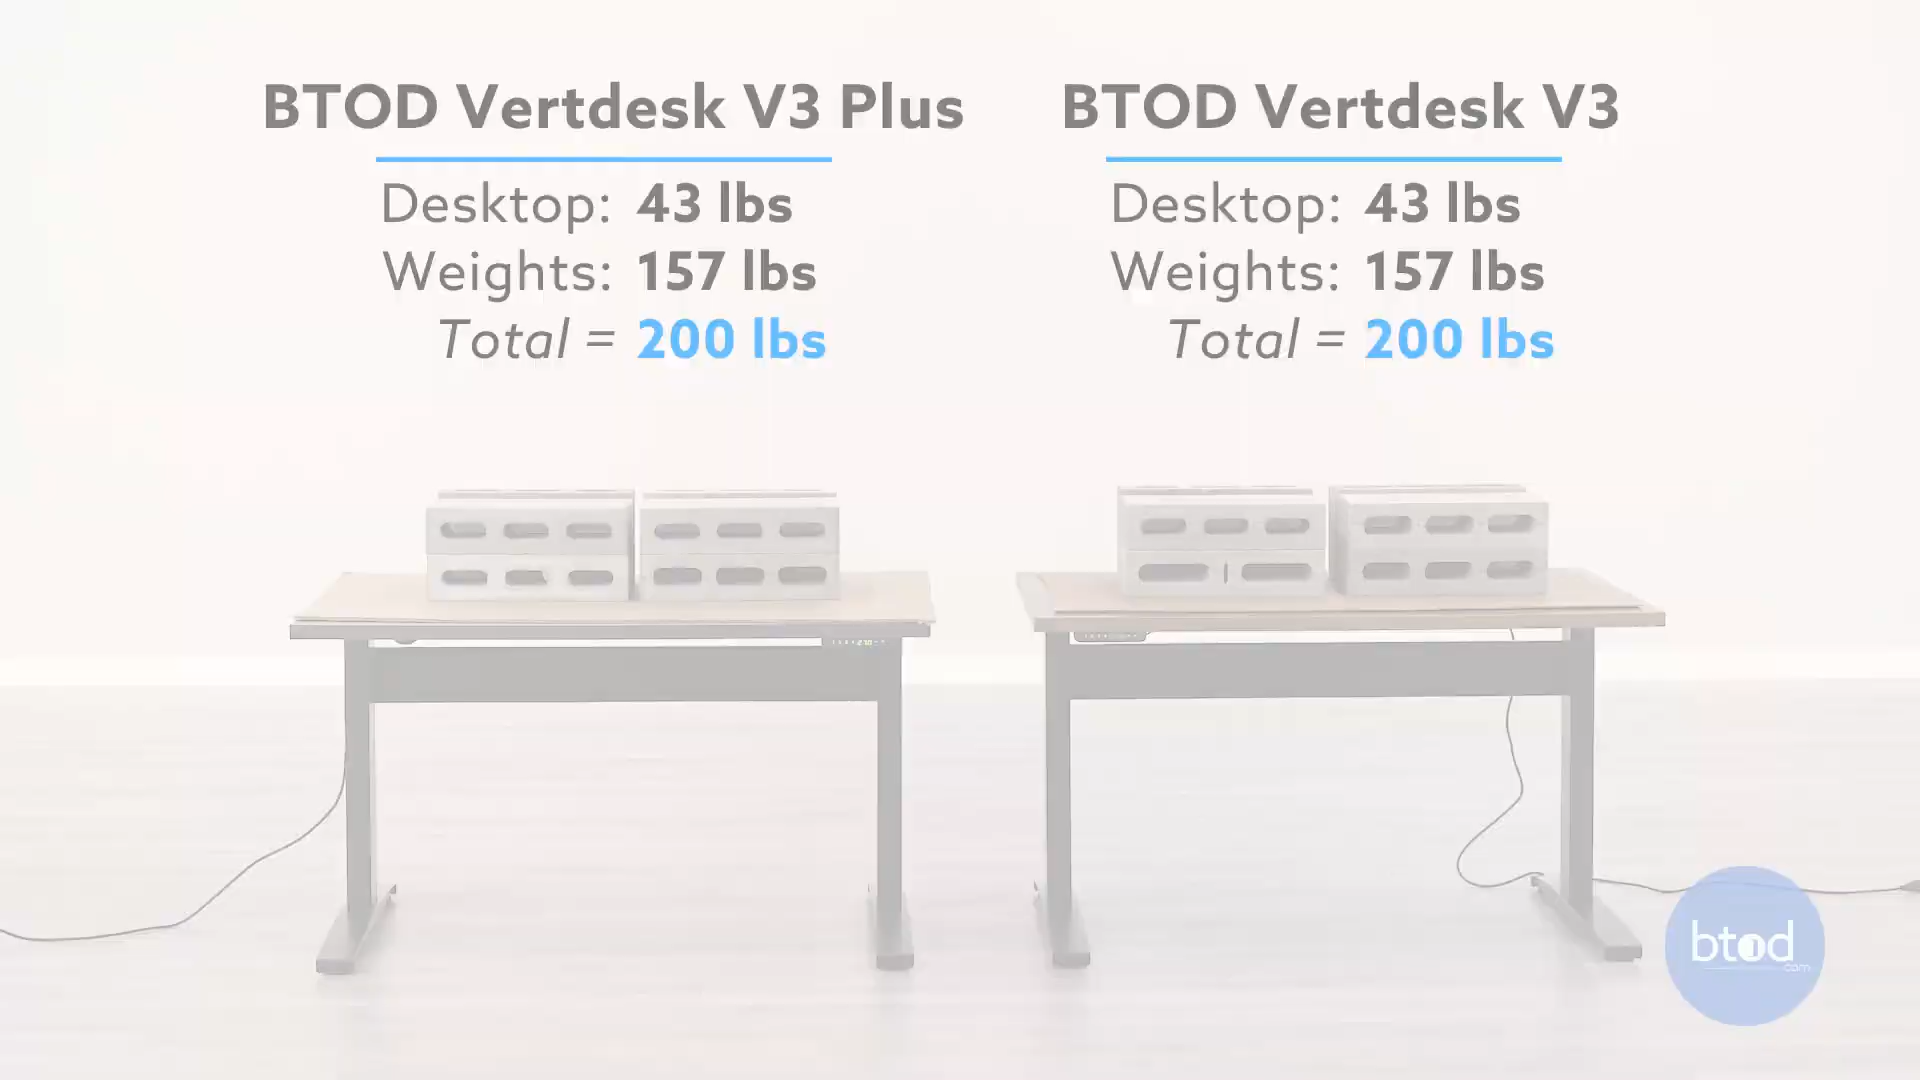 BTOD Vertdesk V3 Plus
Desktop: 43 lbs
Weights: 157 lbs
Total = 200 lbs
BTOD Vertdesk V3
Desktop: 43 lbs
Weights: 157 lbs
Total = 200 lbs
btod
.com